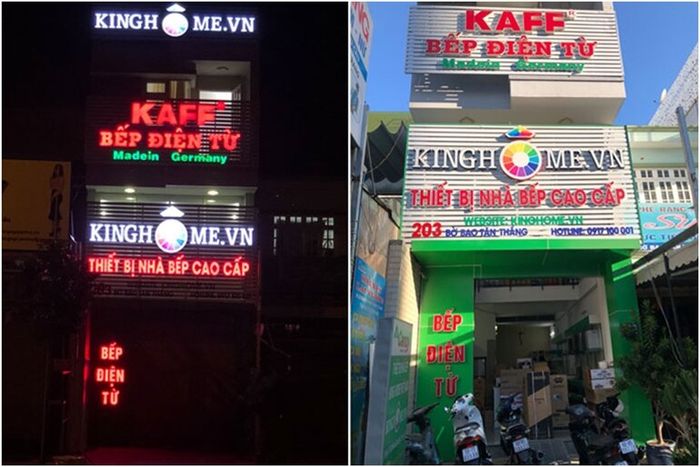 KINGHOME.VN
KAFF®
BẾP ĐIỆN TỪ
Madein Germany
KINGHOME.VN
THIẾT BỊ NHÀ BẾP CAO CẤP
BẾP
ĐIỆN
TỪ
KAFF®
BẾP ĐIỆN TỪ
Madein Germany
KINGHOME.VN
THIẾT BỊ NHÀ BẾP CAO CẤP
WEBSITE: KINGHOME.VN
203 BỜ BAO TÂN THẮNG HOTLINE: 0917 100 001
BẾP
ĐIỆN
TỪ